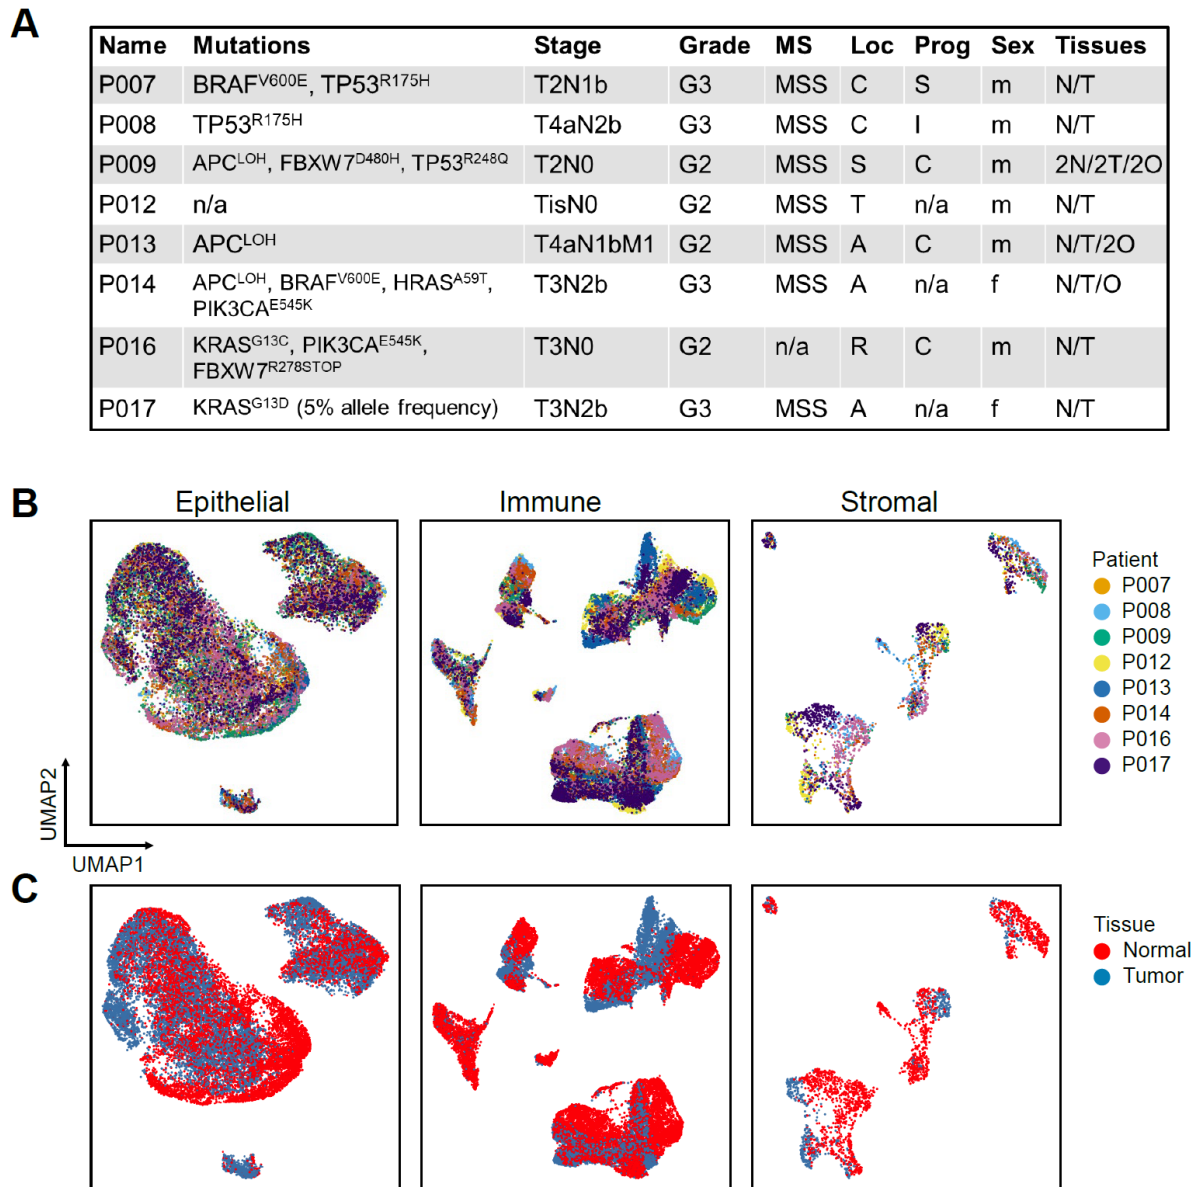 A
Name Mutations Stage Grade MS Loc Prog Sex Tissues
P007 BRAFV600E, TP53R175H T2N1b G3 MSS C S m N/T
P008 TP53R175H T4aN2b G3 MSS C I m N/T
P009 APCLOH, FBXW7D480H, TP53R248Q T2N0 G2 MSS S C m 2N/2T/2O
P012 n/a TisN0 G2 MSS T n/a m N/T
P013 APCLOH T4aN1bM1 G2 MSS A C m N/T/2O
P014 APCLOH, BRAFV600E, HRASA59T, T3N2b G3 MSS A n/a f N/T/O
PIK3CAE545K
P016 KRASG13C, PIK3CAE545K, T3N0 G2 n/a R C m N/T
FBXW7R278STOP
P017 KRASG13D (5% allele frequency) T3N2b G3 MSS A n/a f N/T
B
Epithelial Immune Stromal
Patient
P007
P008
P009
P012
P013
P014
P016
P017
UMAP2
UMAP1
C
Tissue
Normal
Tumor